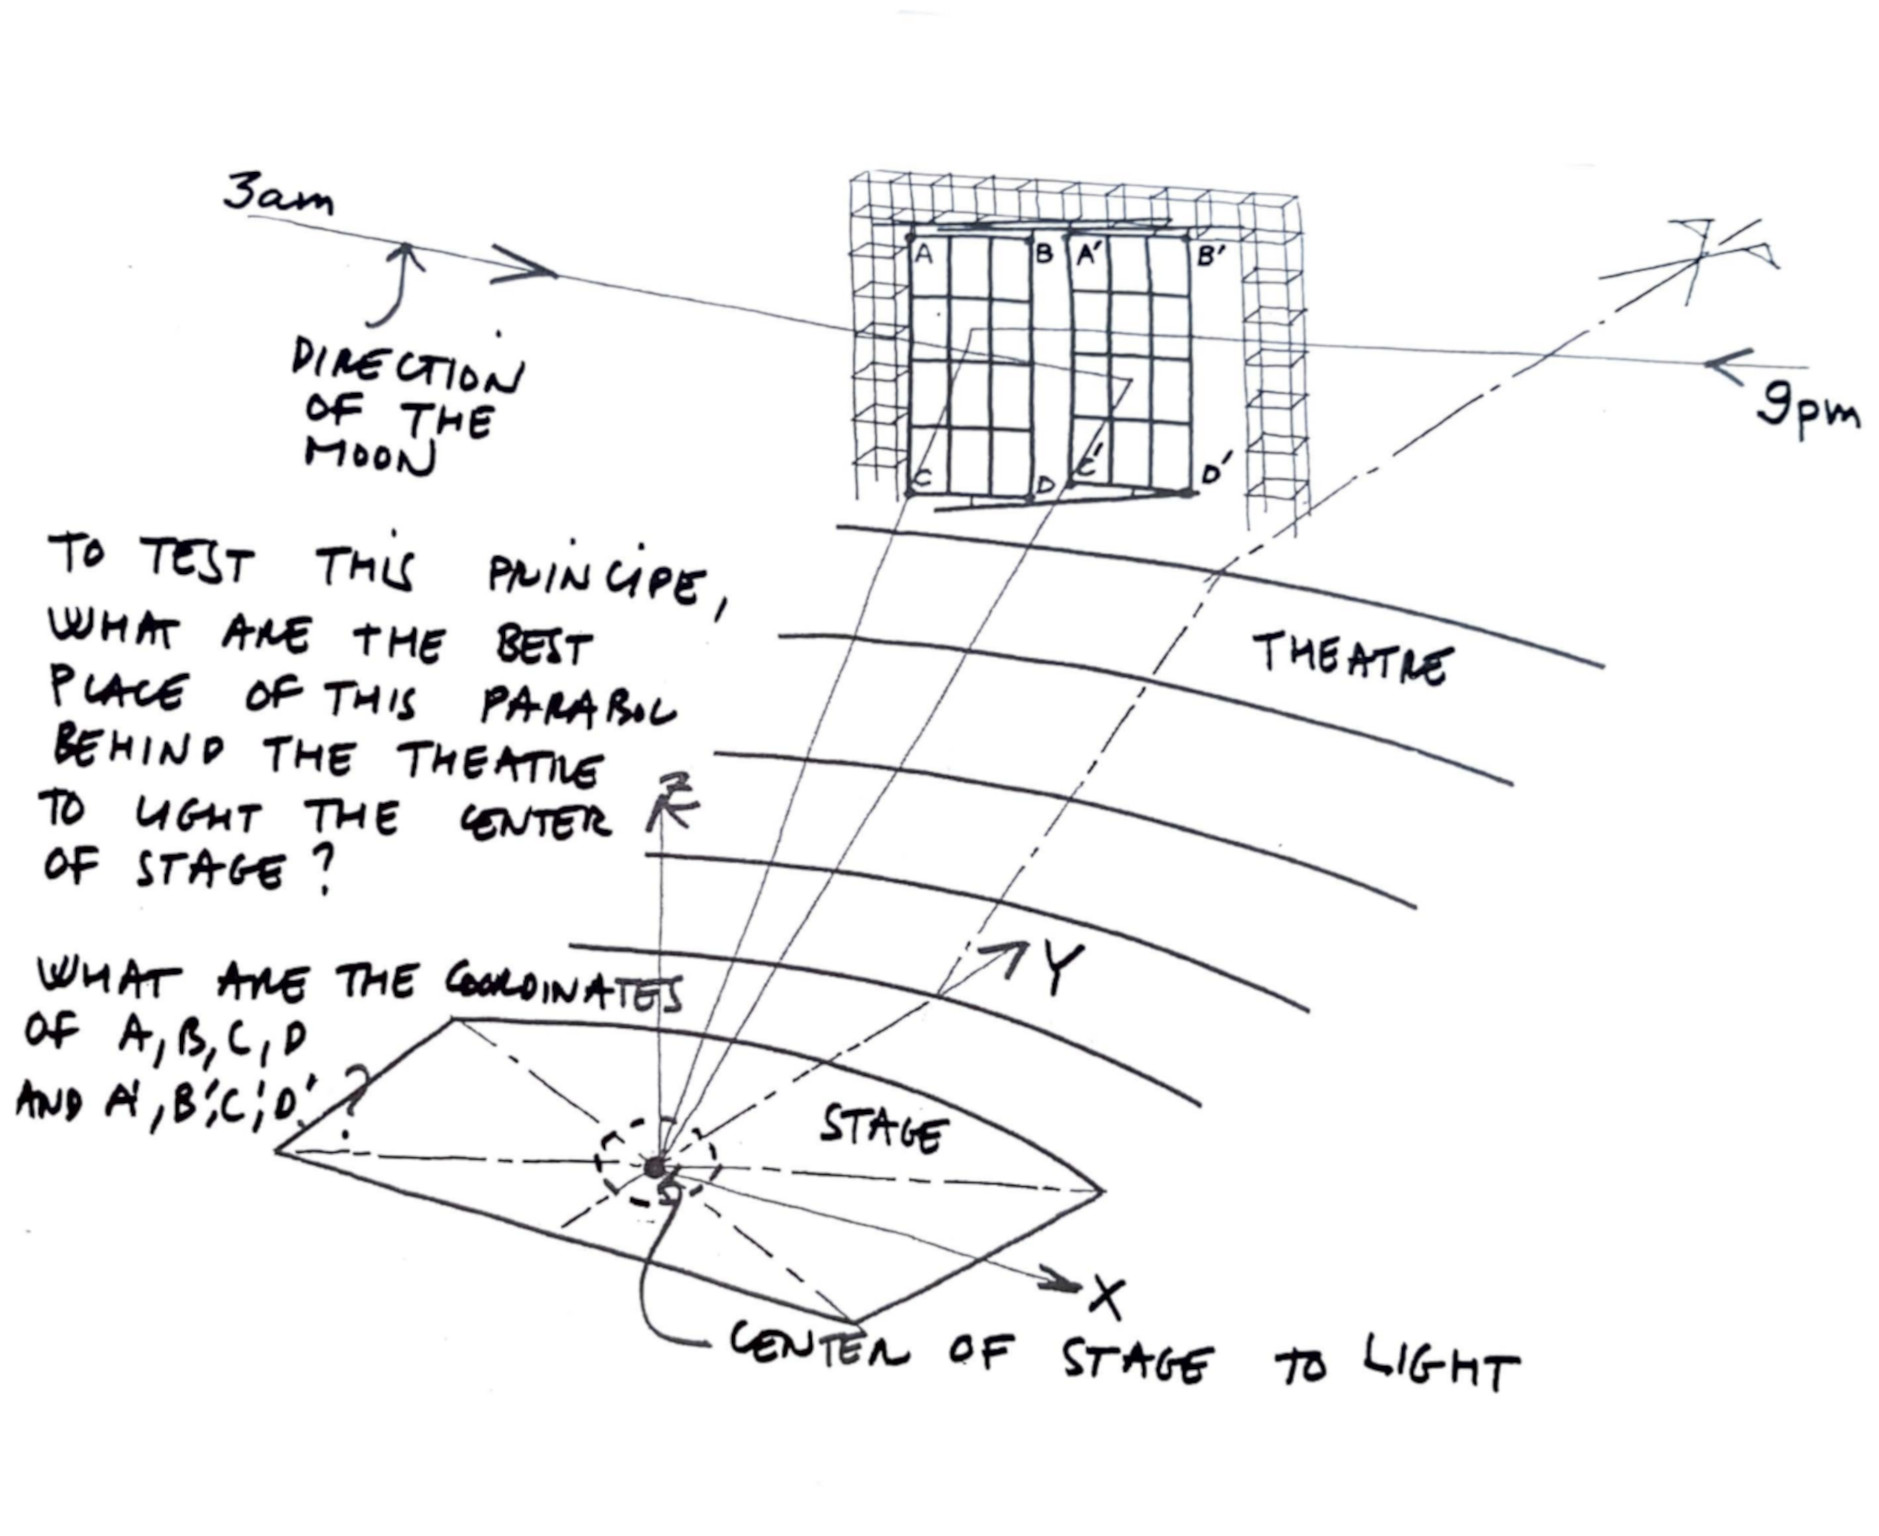 3am
DIRECTION
OF THE
MOON
A
B
A'
B'
C
D
C'
D'
9pm
TO TEST THIS PRINCIPE,
WHAT ARE THE BEST
PLACE OF THIS PARABOL
BEHIND THE THEATRE
TO LIGHT THE CENTER
OF STAGE ?
THEATRE
Z
Y
WHAT ARE THE COORDINATES
OF A, B, C, D
AND A', B', C', D' ?
STAGE
X
CENTER OF STAGE TO LIGHT